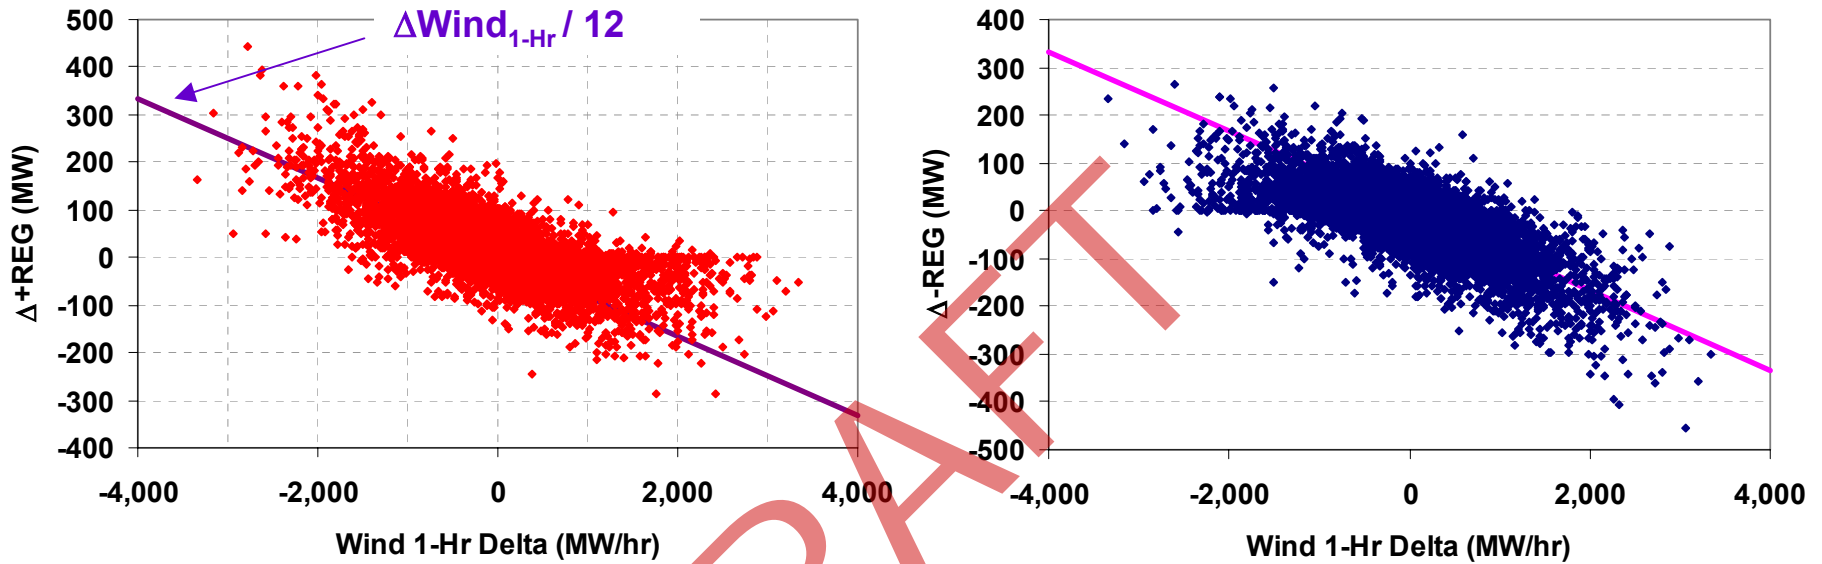 ΔWind1-Hr / 12
500
400
300
200
100
0
-100
-200
-300
-400
Δ+REG (MW)
-4,000 -2,000 0 2,000 4,000
Wind 1-Hr Delta (MW/hr)
400
300
200
100
0
-100
-200
-300
-400
-500
Δ-REG (MW)
-4,000 -2,000 0 2,000 4,000
Wind 1-Hr Delta (MW/hr)
RAFT